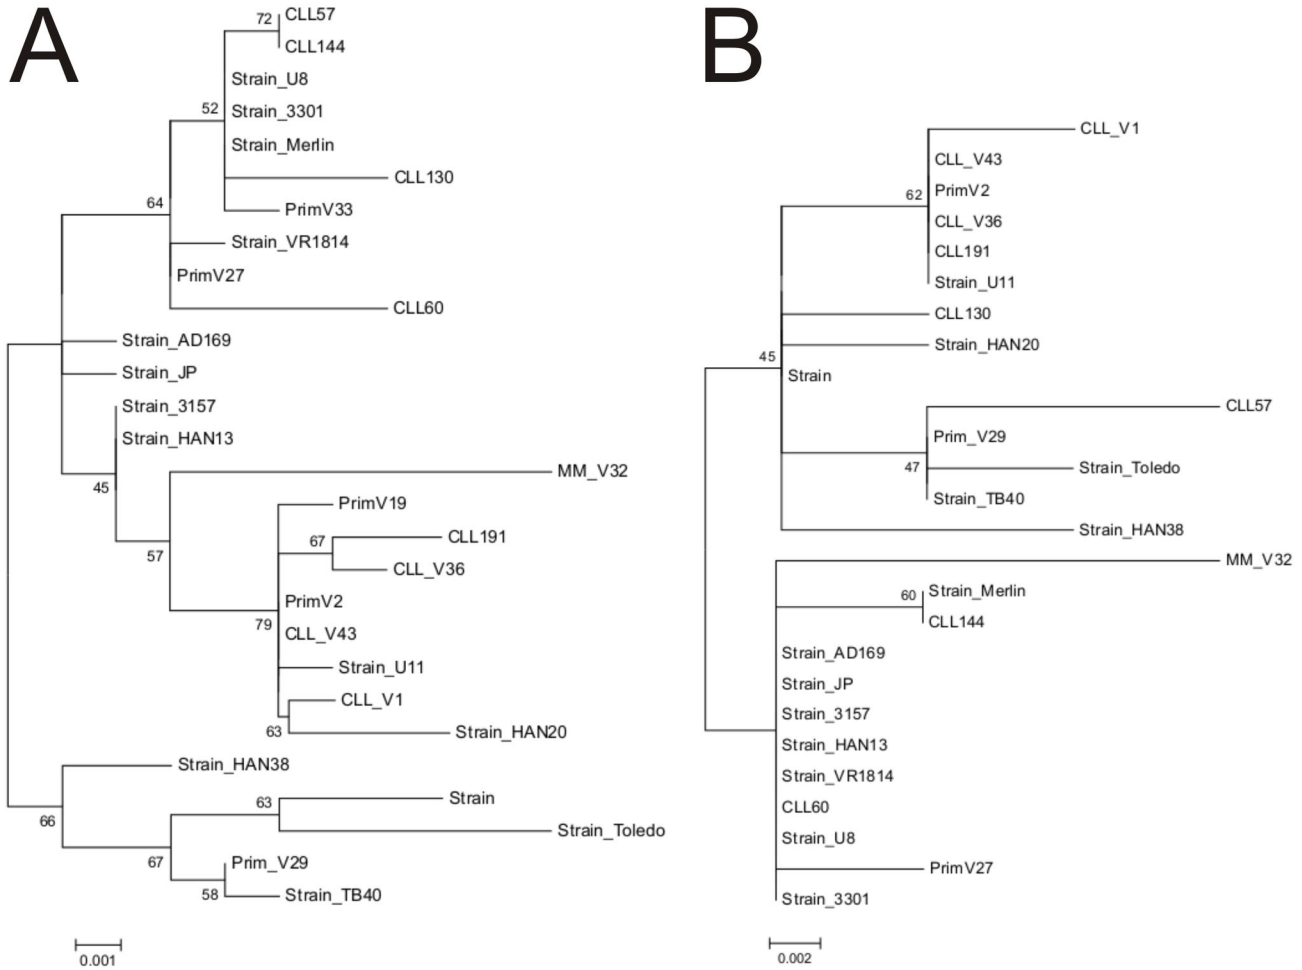 A
72
CLL57
CLL144
Strain_U8
52
Strain_3301
Strain_Merlin
CLL130
64
PrimV33
Strain_VR1814
PrimV27
CLL60
Strain_AD169
Strain_JP
Strain_3157
Strain_HAN13
45
MM_V32
57
PrimV19
67
CLL191
CLL_V36
PrimV2
79
CLL_V43
Strain_U11
CLL_V1
63
Strain_HAN20
Strain_HAN38
66
63
Strain
Strain_Toledo
67
Prim_V29
58
Strain_TB40
0.001
B
CLL_V1
CLL_V43
62
PrimV2
CLL_V36
CLL191
Strain_U11
CLL130
Strain_HAN20
45
Strain
CLL57
Prim_V29
47
Strain_Toledo
Strain_TB40
Strain_HAN38
MM_V32
60
Strain_Merlin
CLL144
Strain_AD169
Strain_JP
Strain_3157
Strain_HAN13
Strain_VR1814
CLL60
Strain_U8
PrimV27
Strain_3301
0.002